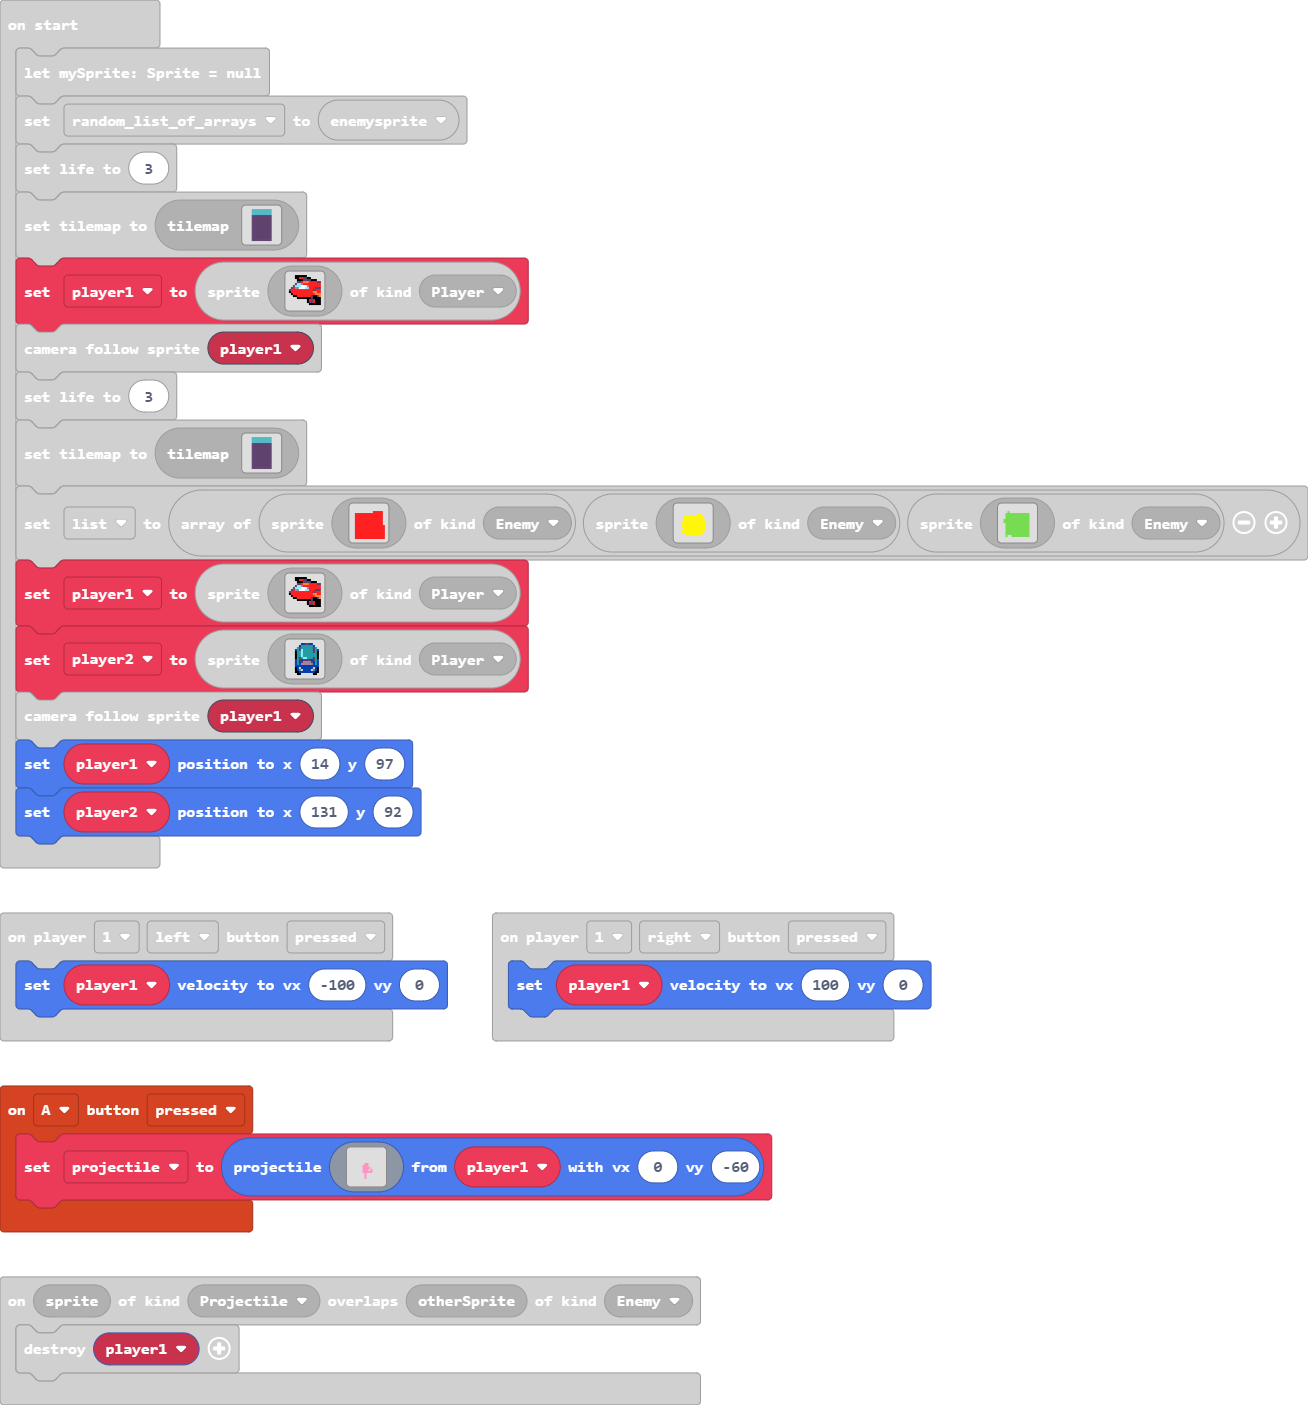 on start
let mySprite: Sprite = null
set random_list_of_arrays to enemysprite
set life to 3
set tilemap to tilemap
set player1 to sprite of kind Player
camera follow sprite player1
set life to 3
set tilemap to tilemap
set list to array of sprite of kind Enemy sprite of kind Enemy sprite of kind Enemy
set player1 to sprite of kind Player
set player2 to sprite of kind Player
camera follow sprite player1
set player1 position to x 14 y 97
set player2 position to x 131 y 92
on player 1 left button pressed
set player1 velocity to vx -100 vy 0
on player 1 right button pressed
set player1 velocity to vx 100 vy 0
on A button pressed
set projectile to projectile from player1 with vx 0 vy -60
on sprite of kind Projectile overlaps otherSprite of kind Enemy
destroy player1